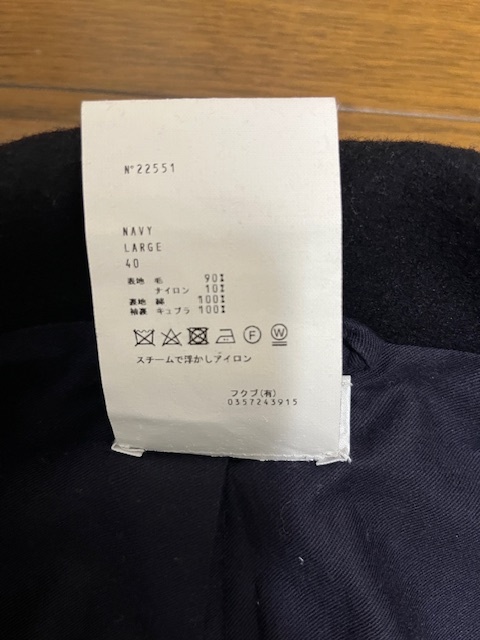 N°22551
NAVY
LARGE
40
表地 毛 90%
ナイロン 10%
裏地 綿 100%
袖裏 キュプラ 100%
F W
スチームで浮かしアイロン
フクブ(有)
0357243915